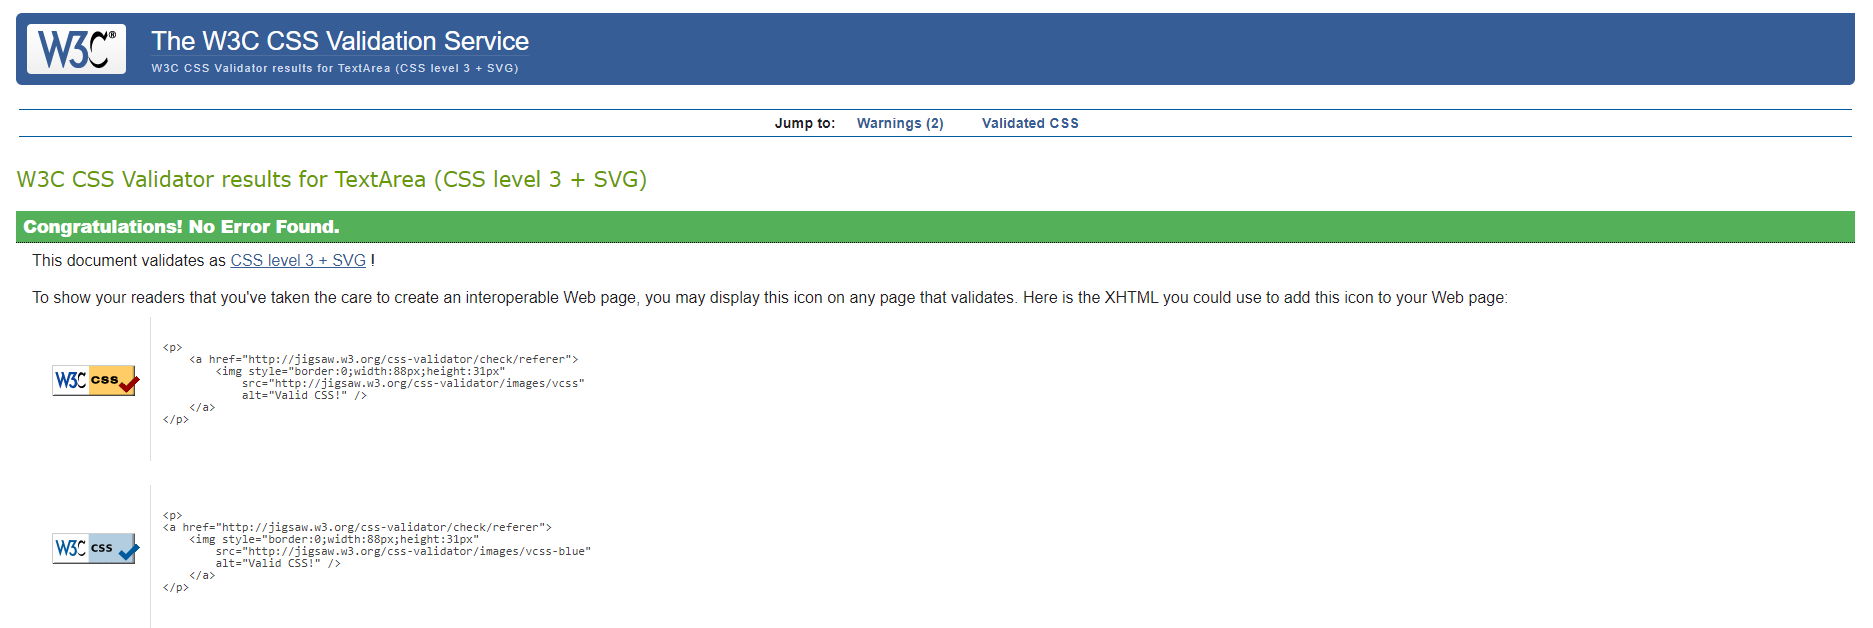 W3C®
The W3C CSS Validation Service
W3C CSS Validator results for TextArea (CSS level 3 + SVG)
Jump to: Warnings (2) Validated CSS
W3C CSS Validator results for TextArea (CSS level 3 + SVG)
Congratulations! No Error Found.
This document validates as CSS level 3 + SVG !
To show your readers that you've taken the care to create an interoperable Web page, you may display this icon on any page that validates. Here is the XHTML you could use to add this icon to your Web page:
W3C css
<p>
    <a href="http://jigsaw.w3.org/css-validator/check/referer">
        <img style="border:0;width:88px;height:31px"
            src="http://jigsaw.w3.org/css-validator/images/vcss"
            alt="Valid CSS!" />
    </a>
</p>
W3C css
<p>
<a href="http://jigsaw.w3.org/css-validator/check/referer">
    <img style="border:0;width:88px;height:31px"
        src="http://jigsaw.w3.org/css-validator/images/vcss-blue"
        alt="Valid CSS!" />
    </a>
</p>